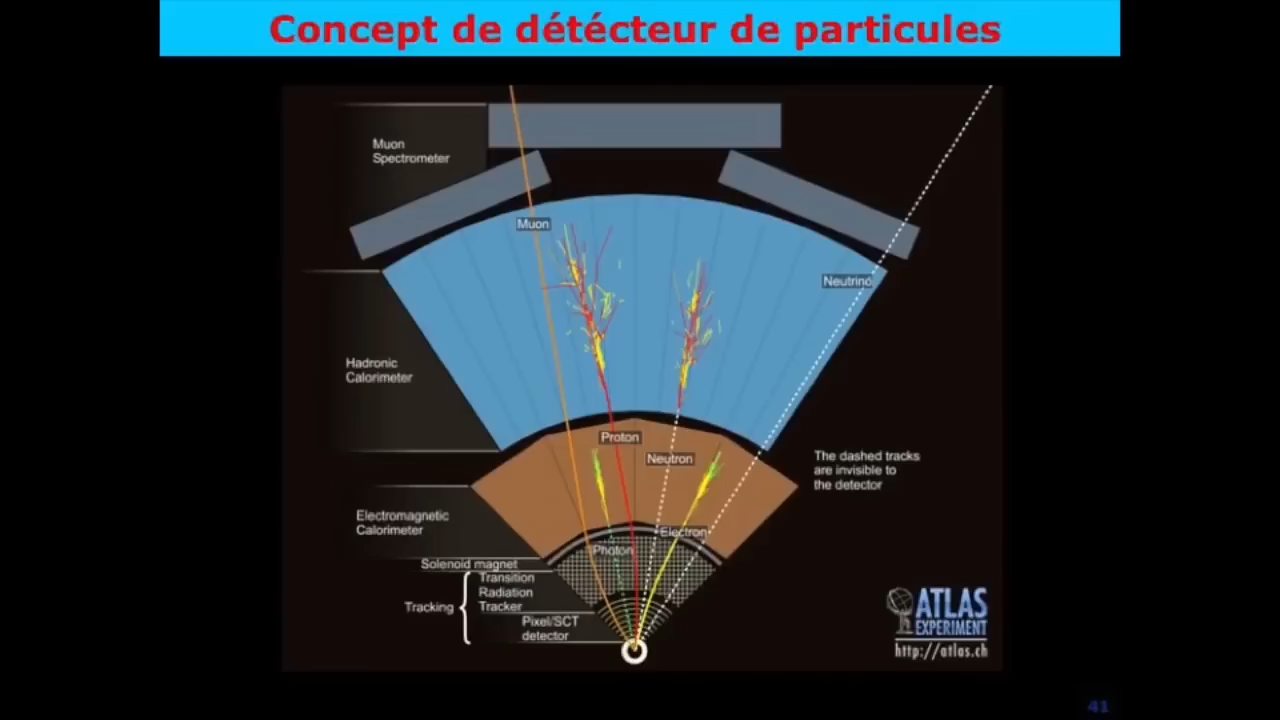 Concept de détécteur de particules
Muon
Spectrometer
Muon
Neutrino
Hadronic
Calorimeter
Proton
Neutron
The dashed tracks
are invisible to
the detector
Electromagnetic
Calorimeter
Electron
Photon
Solenoid magnet
Transition
Radiation
Tracker
Tracking
Pixel/SCT
detector
ATLAS
EXPERIMENT
http://atlas.ch
41